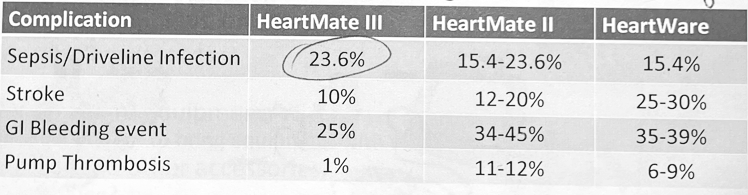 Complication HeartMate III HeartMate II HeartWare
Sepsis/Driveline Infection 23.6% 15.4-23.6% 15.4%
Stroke 10% 12-20% 25-30%
GI Bleeding event 25% 34-45% 35-39%
Pump Thrombosis 1% 11-12% 6-9%